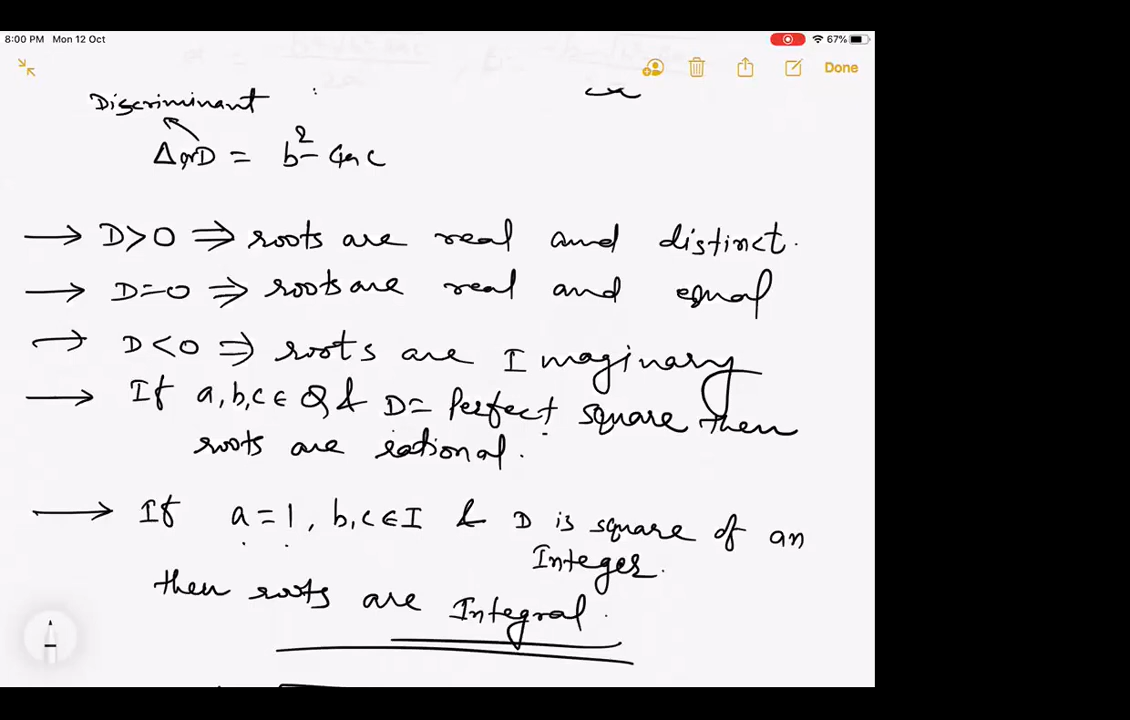 8:00 PM Mon 12 Oct 67%
Done
Discriminant
Δ or D = b² - 4ac
→ D>0 ⇒ roots are real and distinct.
→ D=0 ⇒ roots are real and equal
→ D<0 ⇒ roots are Imaginary
→ If a,b,c ∈ Q & D = Perfect square then
roots are rational.
→ If a=1, b,c ∈ I & D is square of an
Integer.
then roots are Integral.